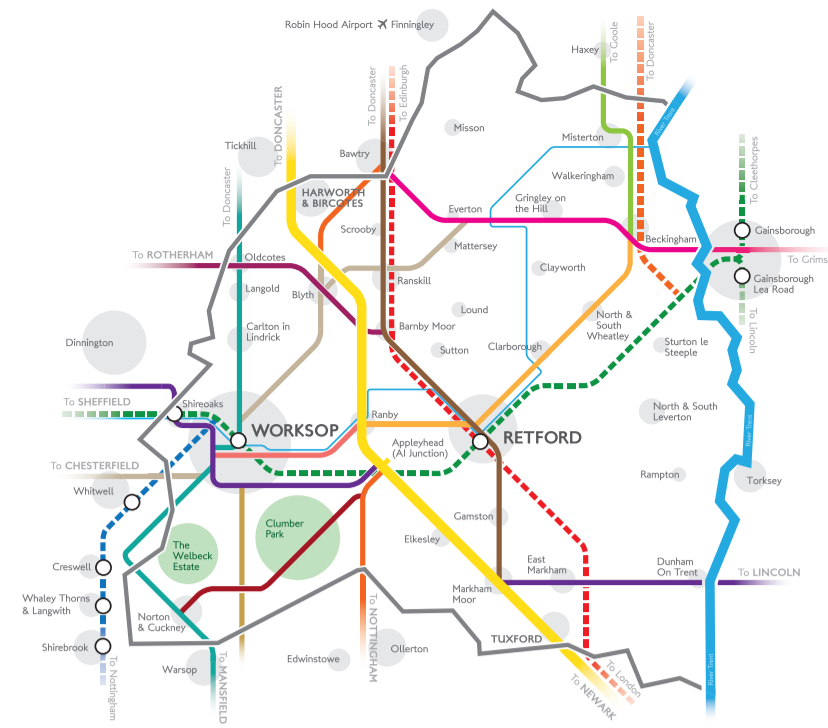 Robin Hood Airport ✈ Finningley
Haxey
To Goole
To Doncaster
To Doncaster
To Edinburgh
To DONCASTER
Misson
River Trent
Misterton
Tickhill
Bawtry
To Cleethorpes
To Doncaster
Walkeringham
HARWORTH
& BIRCOTES
Gringley on
the Hill
Everton
Scrooby
Gainsborough
Beckingham
Mattersey
To ROTHERHAM
Oldcotes
To Grims
Clayworth
Ranskill
Gainsborough
Lea Road
Langold
Blyth
Lound
North &
South
Wheatley
Barnby Moor
Carlton in
Lindrick
To Lincoln
Dinnington
Sutton
Clarborough
Sturton le
Steeple
To SHEFFIELD
Shireoaks
Ranby
North & South
Leverton
WORKSOP
RETFORD
River Trent
Appleyhead
(A1 Junction)
To CHESTERFIELD
Rampton
Torksey
Whitwell
Gamston
Clumber
Park
Elkesley
The
Welbeck
Estate
East
Markham
Dunham
On Trent
Creswell
To LINCOLN
Markham
Moor
Whaley Thorns
& Langwith
Norton
& Cuckney
To NOTTINGHAM
TUXFORD
Shirebrook
Ollerton
Edwinstowe
Warsop
To Nottingham
To MANSFIELD
To London
To NEWARK
River Trent